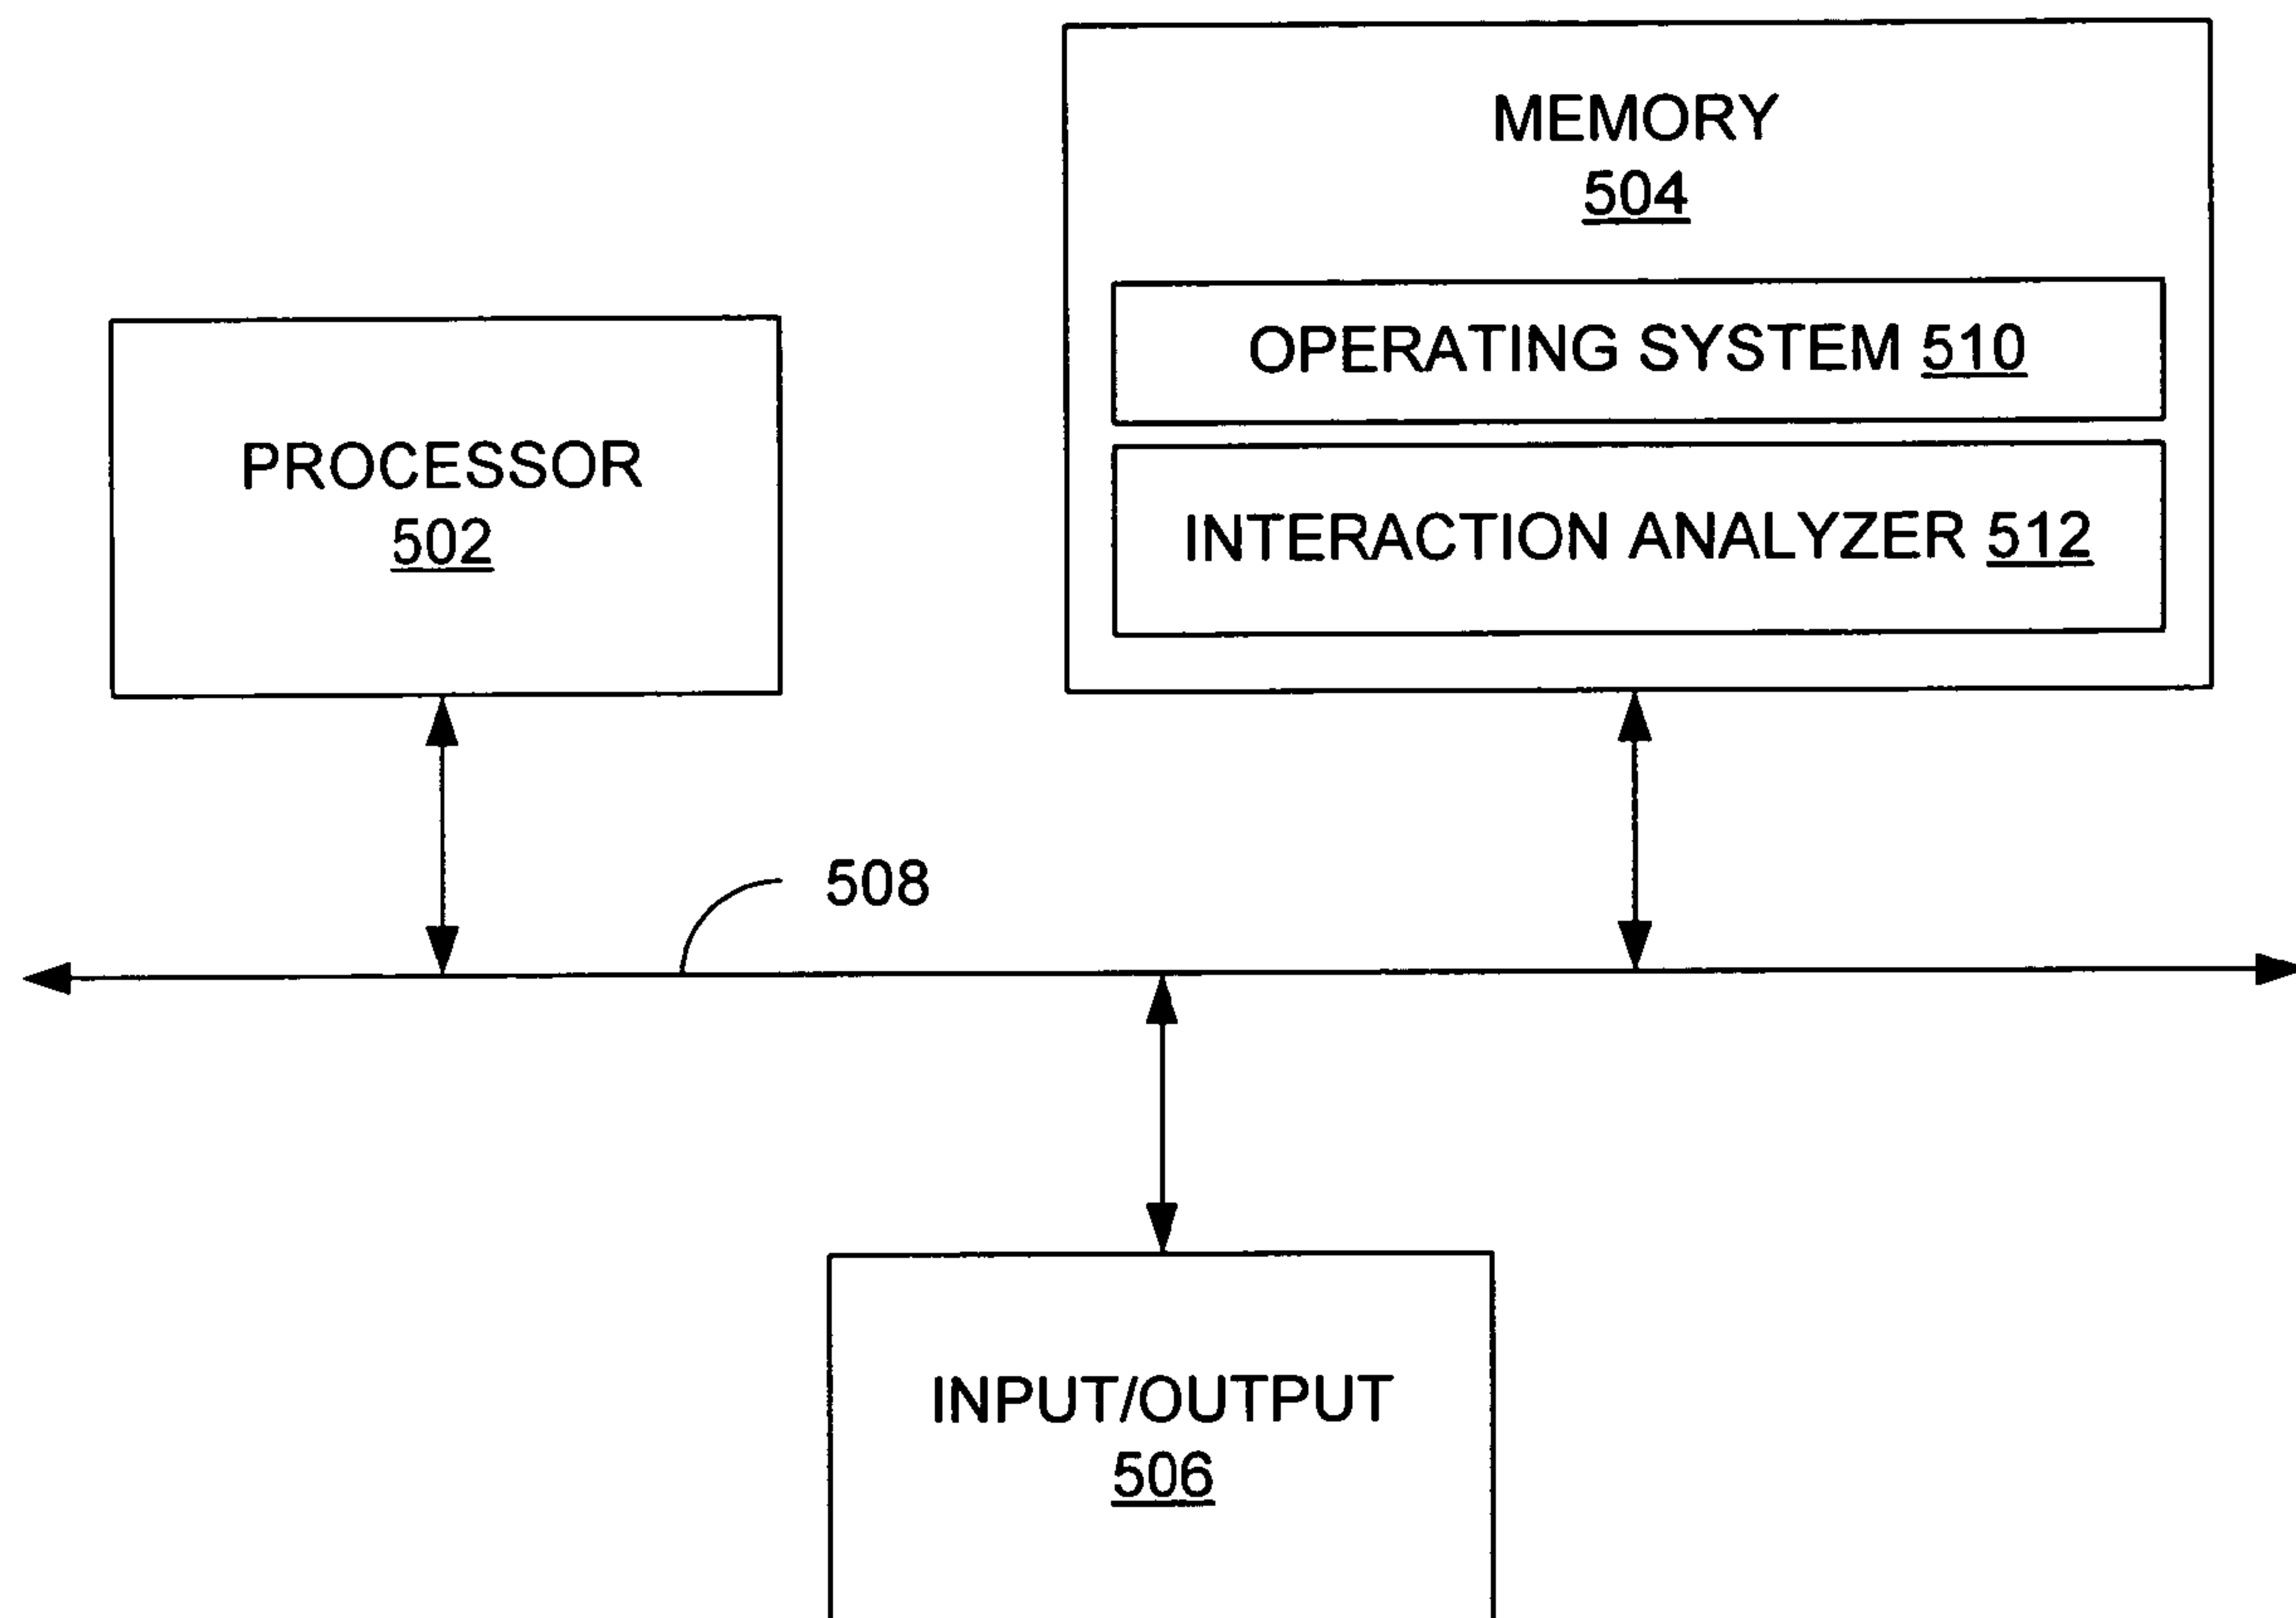 MEMORY
504
OPERATING SYSTEM 510
INTERACTION ANALYZER 512
PROCESSOR
502
508
INPUT/OUTPUT
506